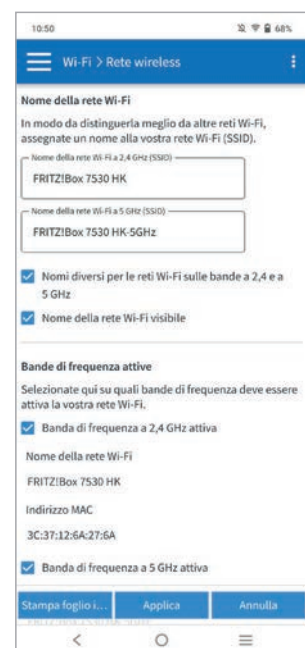 10:50
68%
Wi-Fi > Rete wireless
Nome della rete Wi-Fi
In modo da distinguerla meglio da altre reti Wi-Fi,
assegnate un nome alla vostra rete Wi-Fi (SSID).
Nome della rete Wi-Fi a 2,4 GHz (SSID)
FRITZ!Box 7530 HK
Nome della rete Wi-Fi a 5 GHz (SSID)
FRITZ!Box 7530 HK-5GHz
Nomi diversi per le reti Wi-Fi sulle bande a 2,4 e a
5 GHz
Nome della rete Wi-Fi visibile
Bande di frequenza attive
Selezionate qui su quali bande di frequenza deve essere
attiva la vostra rete Wi-Fi.
Banda di frequenza a 2,4 GHz attiva
Nome della rete Wi-Fi
FRITZ!Box 7530 HK
Indirizzo MAC
3C:37:12:6A:27:6A
Banda di frequenza a 5 GHz attiva
Stampa foglio i... Applica Annulla